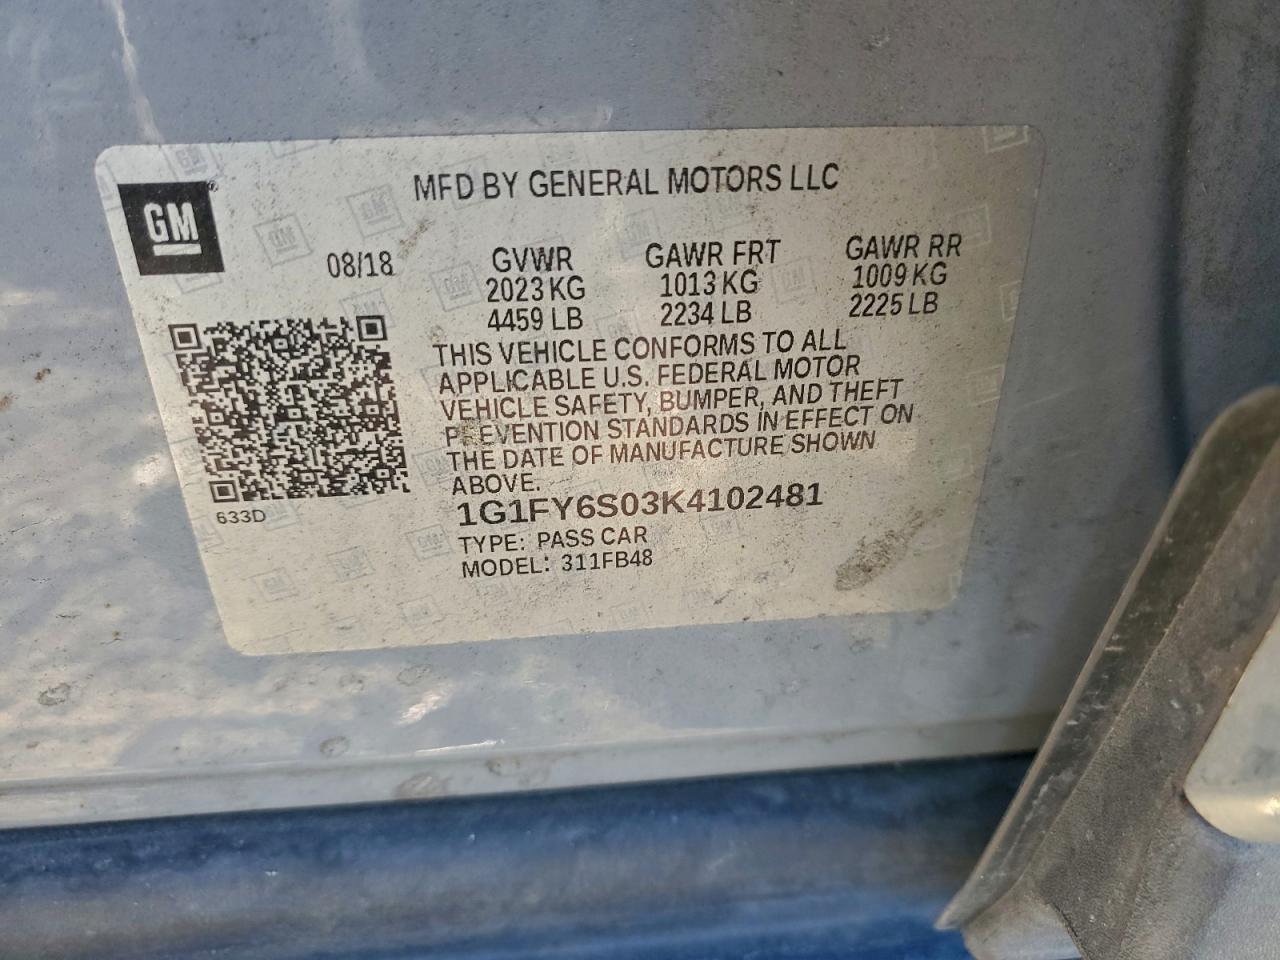 GM
MFD BY GENERAL MOTORS LLC
08/18
GVWR
2023 KG
4459 LB
GAWR FRT
1013 KG
2234 LB
GAWR RR
1009 KG
2225 LB
THIS VEHICLE CONFORMS TO ALL
APPLICABLE U.S. FEDERAL MOTOR
VEHICLE SAFETY, BUMPER, AND THEFT
PREVENTION STANDARDS IN EFFECT ON
THE DATE OF MANUFACTURE SHOWN
ABOVE.
1G1FY6S03K4102481
TYPE: PASS CAR
MODEL: 311FB48
633D